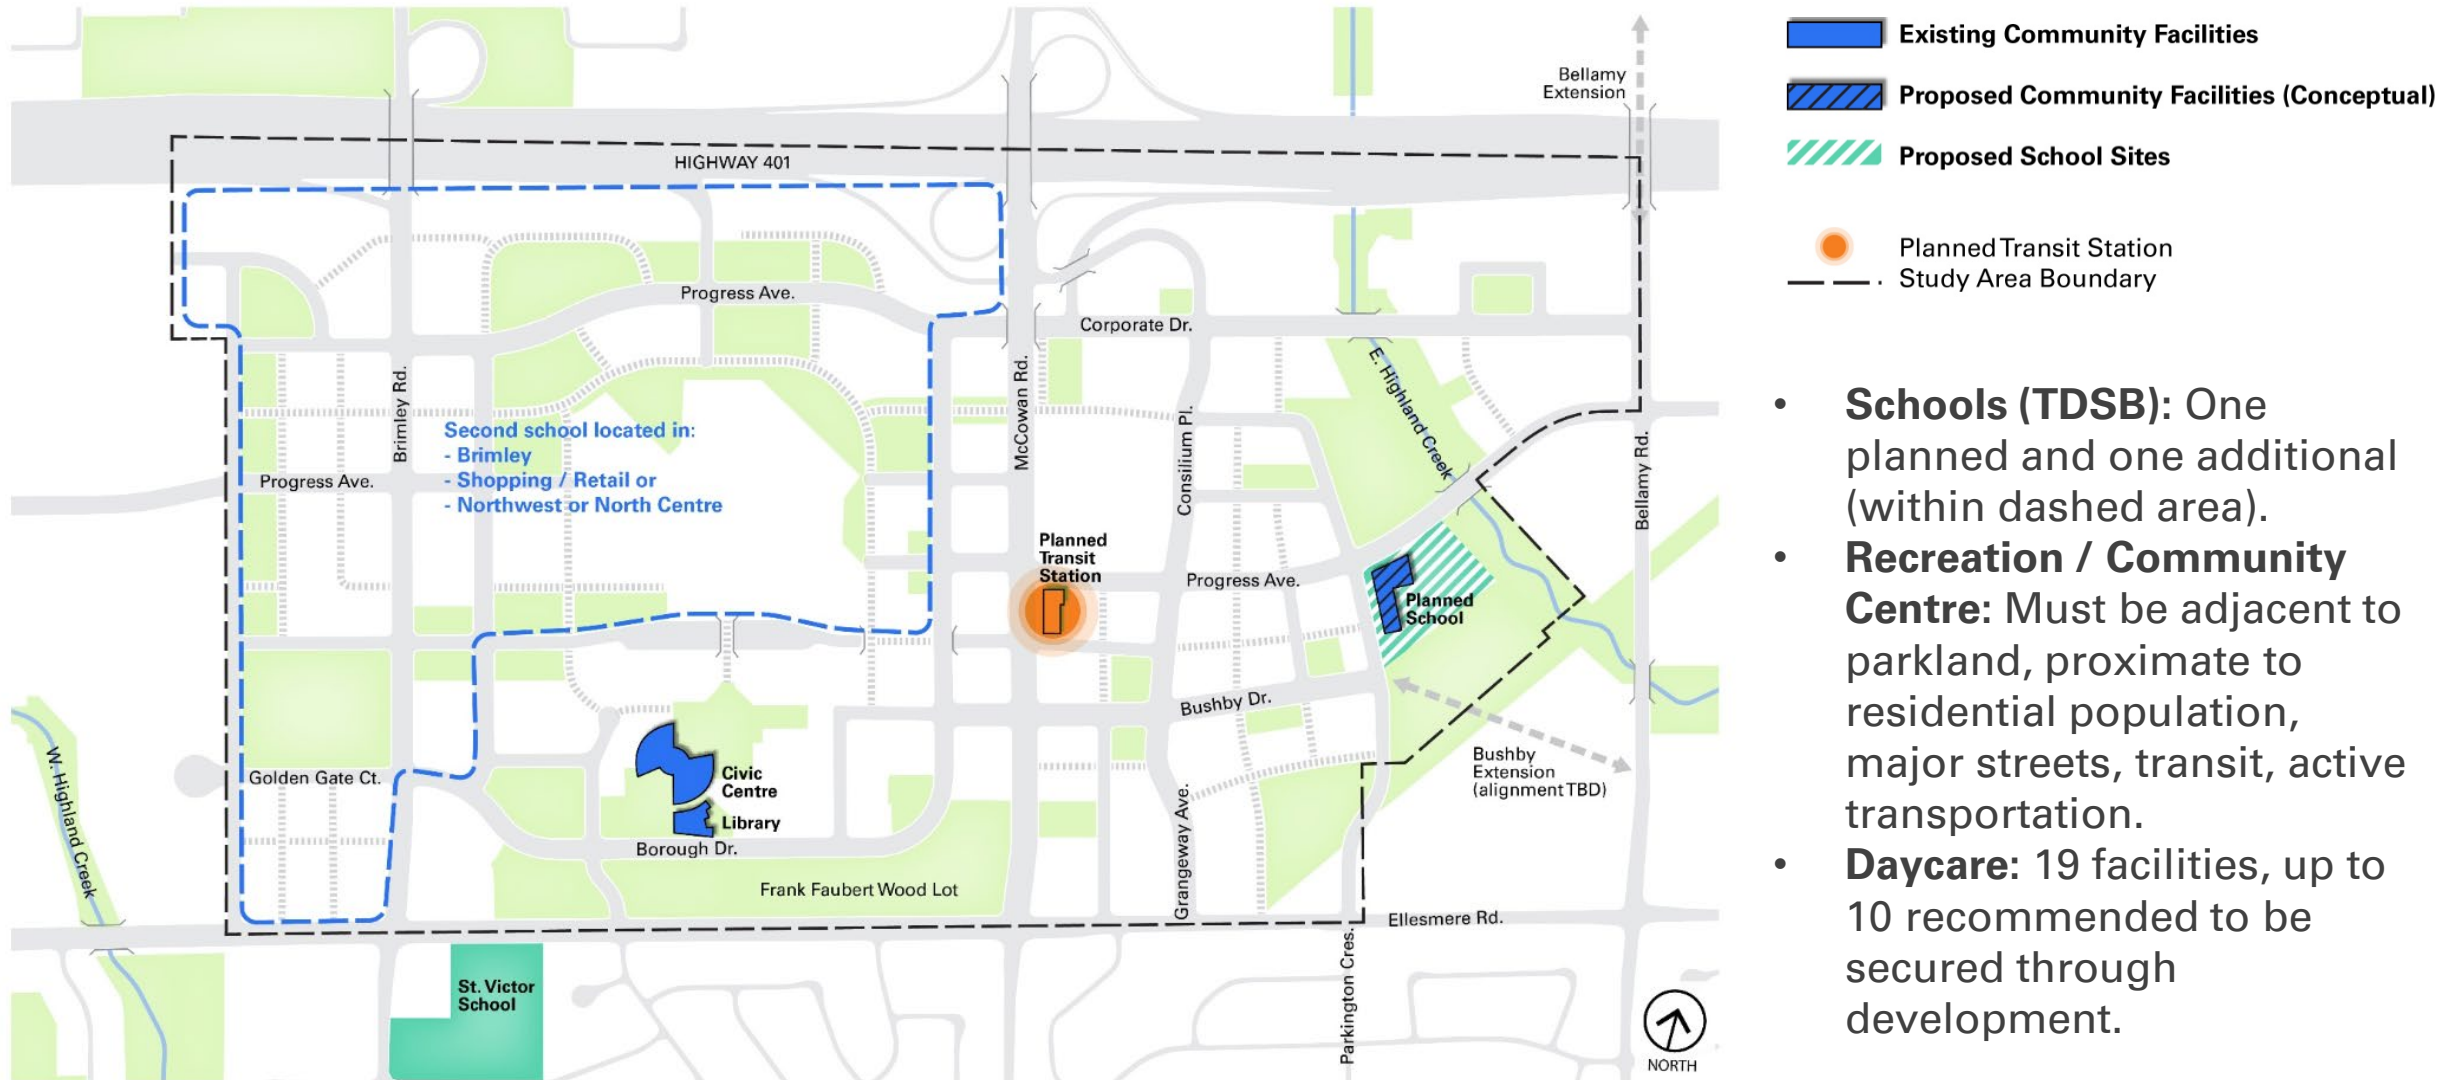 Bellamy
Extension
HIGHWAY 401
Progress Ave.
Corporate Dr.
E. Highland Creek
Brimley Rd.
McCowan Rd.
Consilium Pl.
Bellamy Rd.
Second school located in:
- Brimley
- Shopping / Retail or
- Northwest or North Centre
Progress Ave.
Planned
Transit
Station
Progress Ave.
Planned
School
Bushby Dr.
W. Highland Creek
Golden Gate Ct.
Civic
Centre
Library
Borough Dr.
Bushby
Extension
(alignment TBD)
Grangeway Ave.
Frank Faubert Wood Lot
Ellesmere Rd.
St. Victor
School
Parkington Cres.
NORTH
Existing Community Facilities
Proposed Community Facilities (Conceptual)
Proposed School Sites
Planned Transit Station
Study Area Boundary
• Schools (TDSB): One
planned and one additional
(within dashed area).
• Recreation / Community
Centre: Must be adjacent to
parkland, proximate to
residential population,
major streets, transit, active
transportation.
• Daycare: 19 facilities, up to
10 recommended to be
secured through
development.